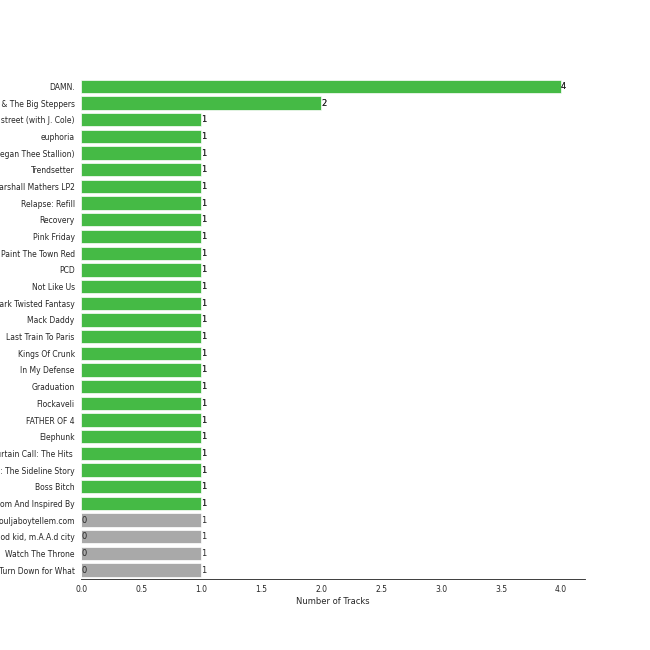 DAMN. 4
& The Big Steppers 2
street (with J. Cole) 1
euphoria 1
egan Thee Stallion) 1
Trendsetter 1
arshall Mathers LP2 1
Relapse: Refill 1
Recovery 1
Pink Friday 1
Paint The Town Red 1
PCD 1
Not Like Us 1
ark Twisted Fantasy 1
Mack Daddy 1
Last Train To Paris 1
Kings Of Crunk 1
In My Defense 1
Graduation 1
Flockaveli 1
FATHER OF 4 1
Elephunk 1
rtain Call: The Hits 1
: The Sideline Story 1
Boss Bitch 1
om And Inspired By 1
ouljaboytellem.com 0 1
od kid, m.A.A.d city 0 1
Watch The Throne 0 1
Turn Down for What 0 1
0.0 0.5 1.0 1.5 2.0 2.5 3.0 3.5 4.0
Number of Tracks